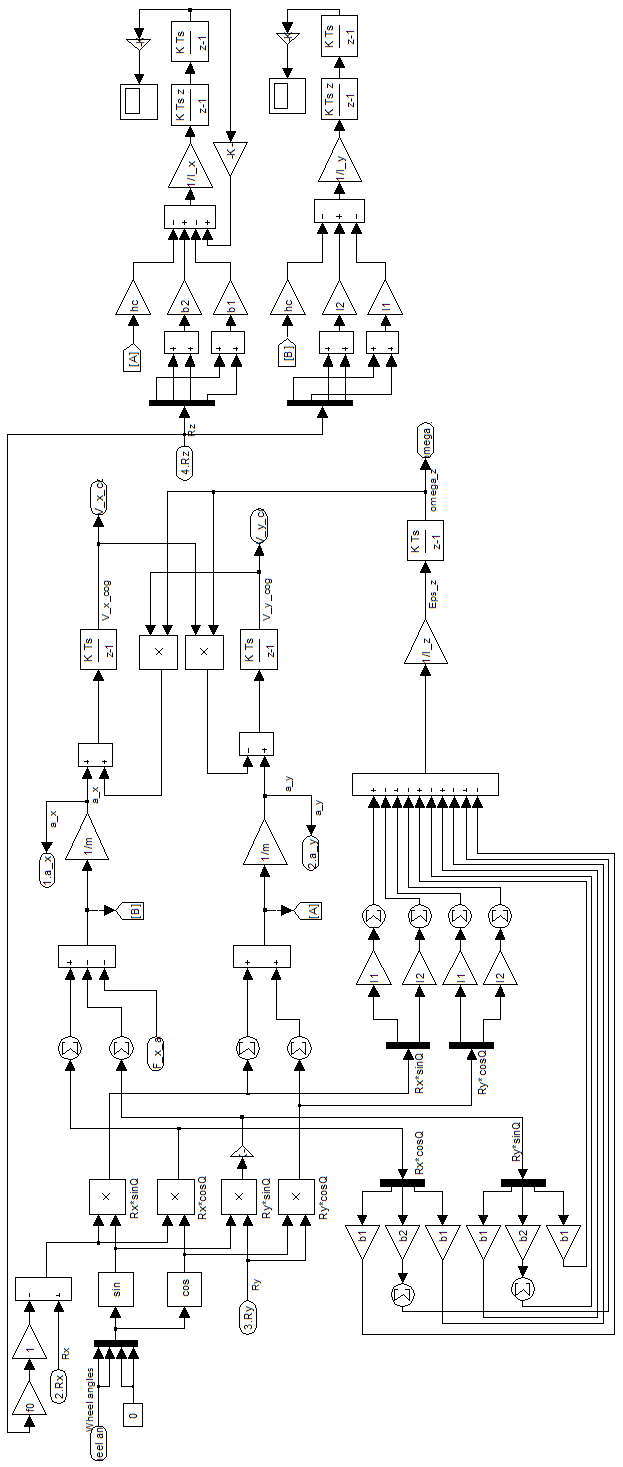 -K-
K Ts
z-1
K Ts z
z-1
1/I_x
-K-
hc
b2
b1
[A]
-K-
K Ts
z-1
K Ts z
z-1
1/I_y
hc
l2
l1
[B]
Rz
4.Rz
V_x_cog
K Ts
z-1
V_y_cog
K Ts
z-1
omega_z
K Ts
z-1
Eps_z
1/I_z
a_x
a_x
1.a_x
1/m
[B]
a_y
a_y
2.a_y
1/m
[A]
l1
l2
l1
l2
Rx*sinQ
Ry*cosQ
Rx*cosQ
Ry*sinQ
Rx*sinQ
Rx*cosQ
Ry*sinQ
Ry*cosQ
b1
b2
b1
b1
b2
b1
sin
cos
Ry
3.Ry
Rx
2.Rx
1
f0
Wheel angles
0